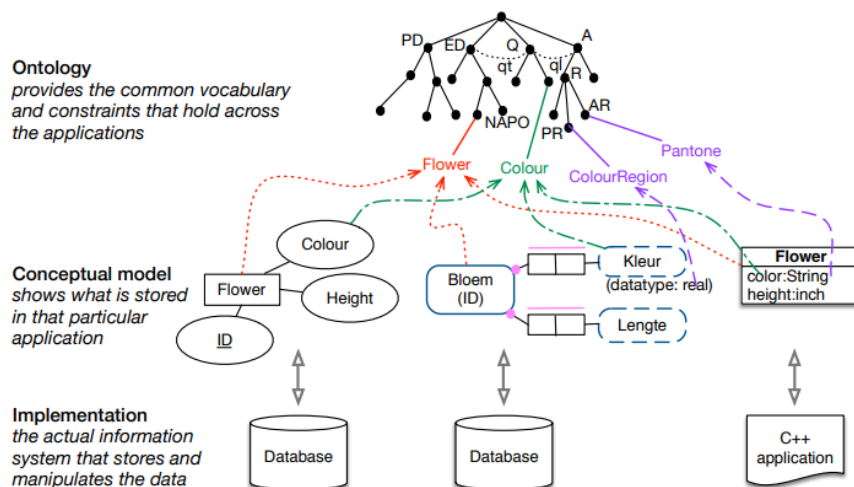 PD
ED
Q
A
qt
ql
R
NAPO
PR
AR
Ontology
provides the common vocabulary
and constraints that hold across
the applications
Flower
Colour
ColourRegion
Pantone
Conceptual model
shows what is stored
in that particular
application
Colour
Flower
Height
ID
Bloem
(ID)
Kleur
(datatype: real)
Lengte
Flower
color:String
height:inch
Implementation
the actual information
system that stores and
manipulates the data
Database
Database
C++
application